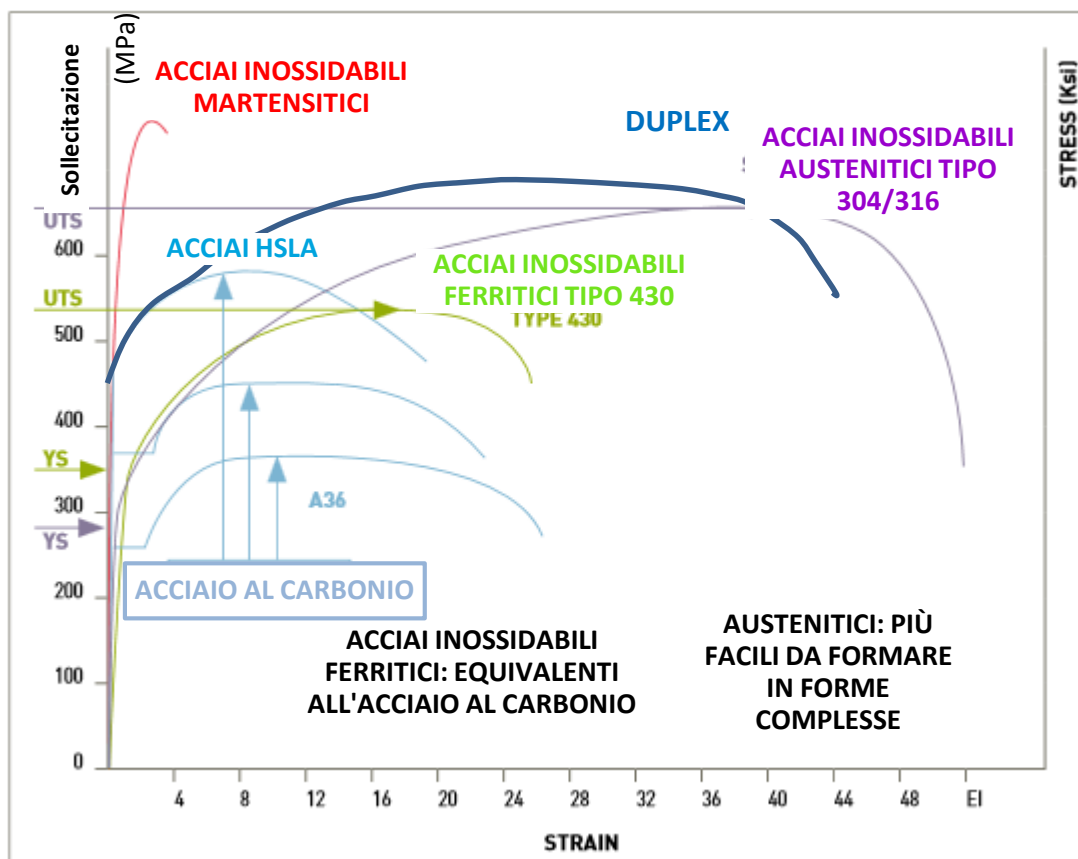 Sollecitazione
(MPa)
STRESS (Ksi)
ACCIAI INOSSIDABILI
MARTENSITICI
DUPLEX
ACCIAI INOSSIDABILI
AUSTENITICI TIPO
304/316
UTS
ACCIAI HSLA
ACCIAI INOSSIDABILI
FERRITICI TIPO 430
TYPE 430
600
UTS
500
400
YS
300
A36
YS
200
ACCIAIO AL CARBONIO
ACCIAI INOSSIDABILI
FERRITICI: EQUIVALENTI
ALL'ACCIAIO AL CARBONIO
AUSTENITICI: PIÙ
FACILI DA FORMARE
IN FORME
COMPLESSE
100
0
4 8 12 16 20 24 28 32 36 40 44 48 El
STRAIN